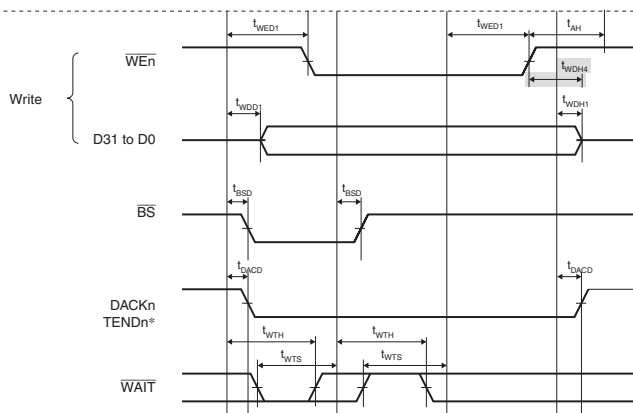 tWED1 tWED1 tAH
WEn
tWDH4
Write
tWDD1 tWDH1
D31 to D0
tBSD tBSD
BS
tDACD tDACD
DACKn
TENDn*
tWTH tWTH
tWTS tWTS
WAIT